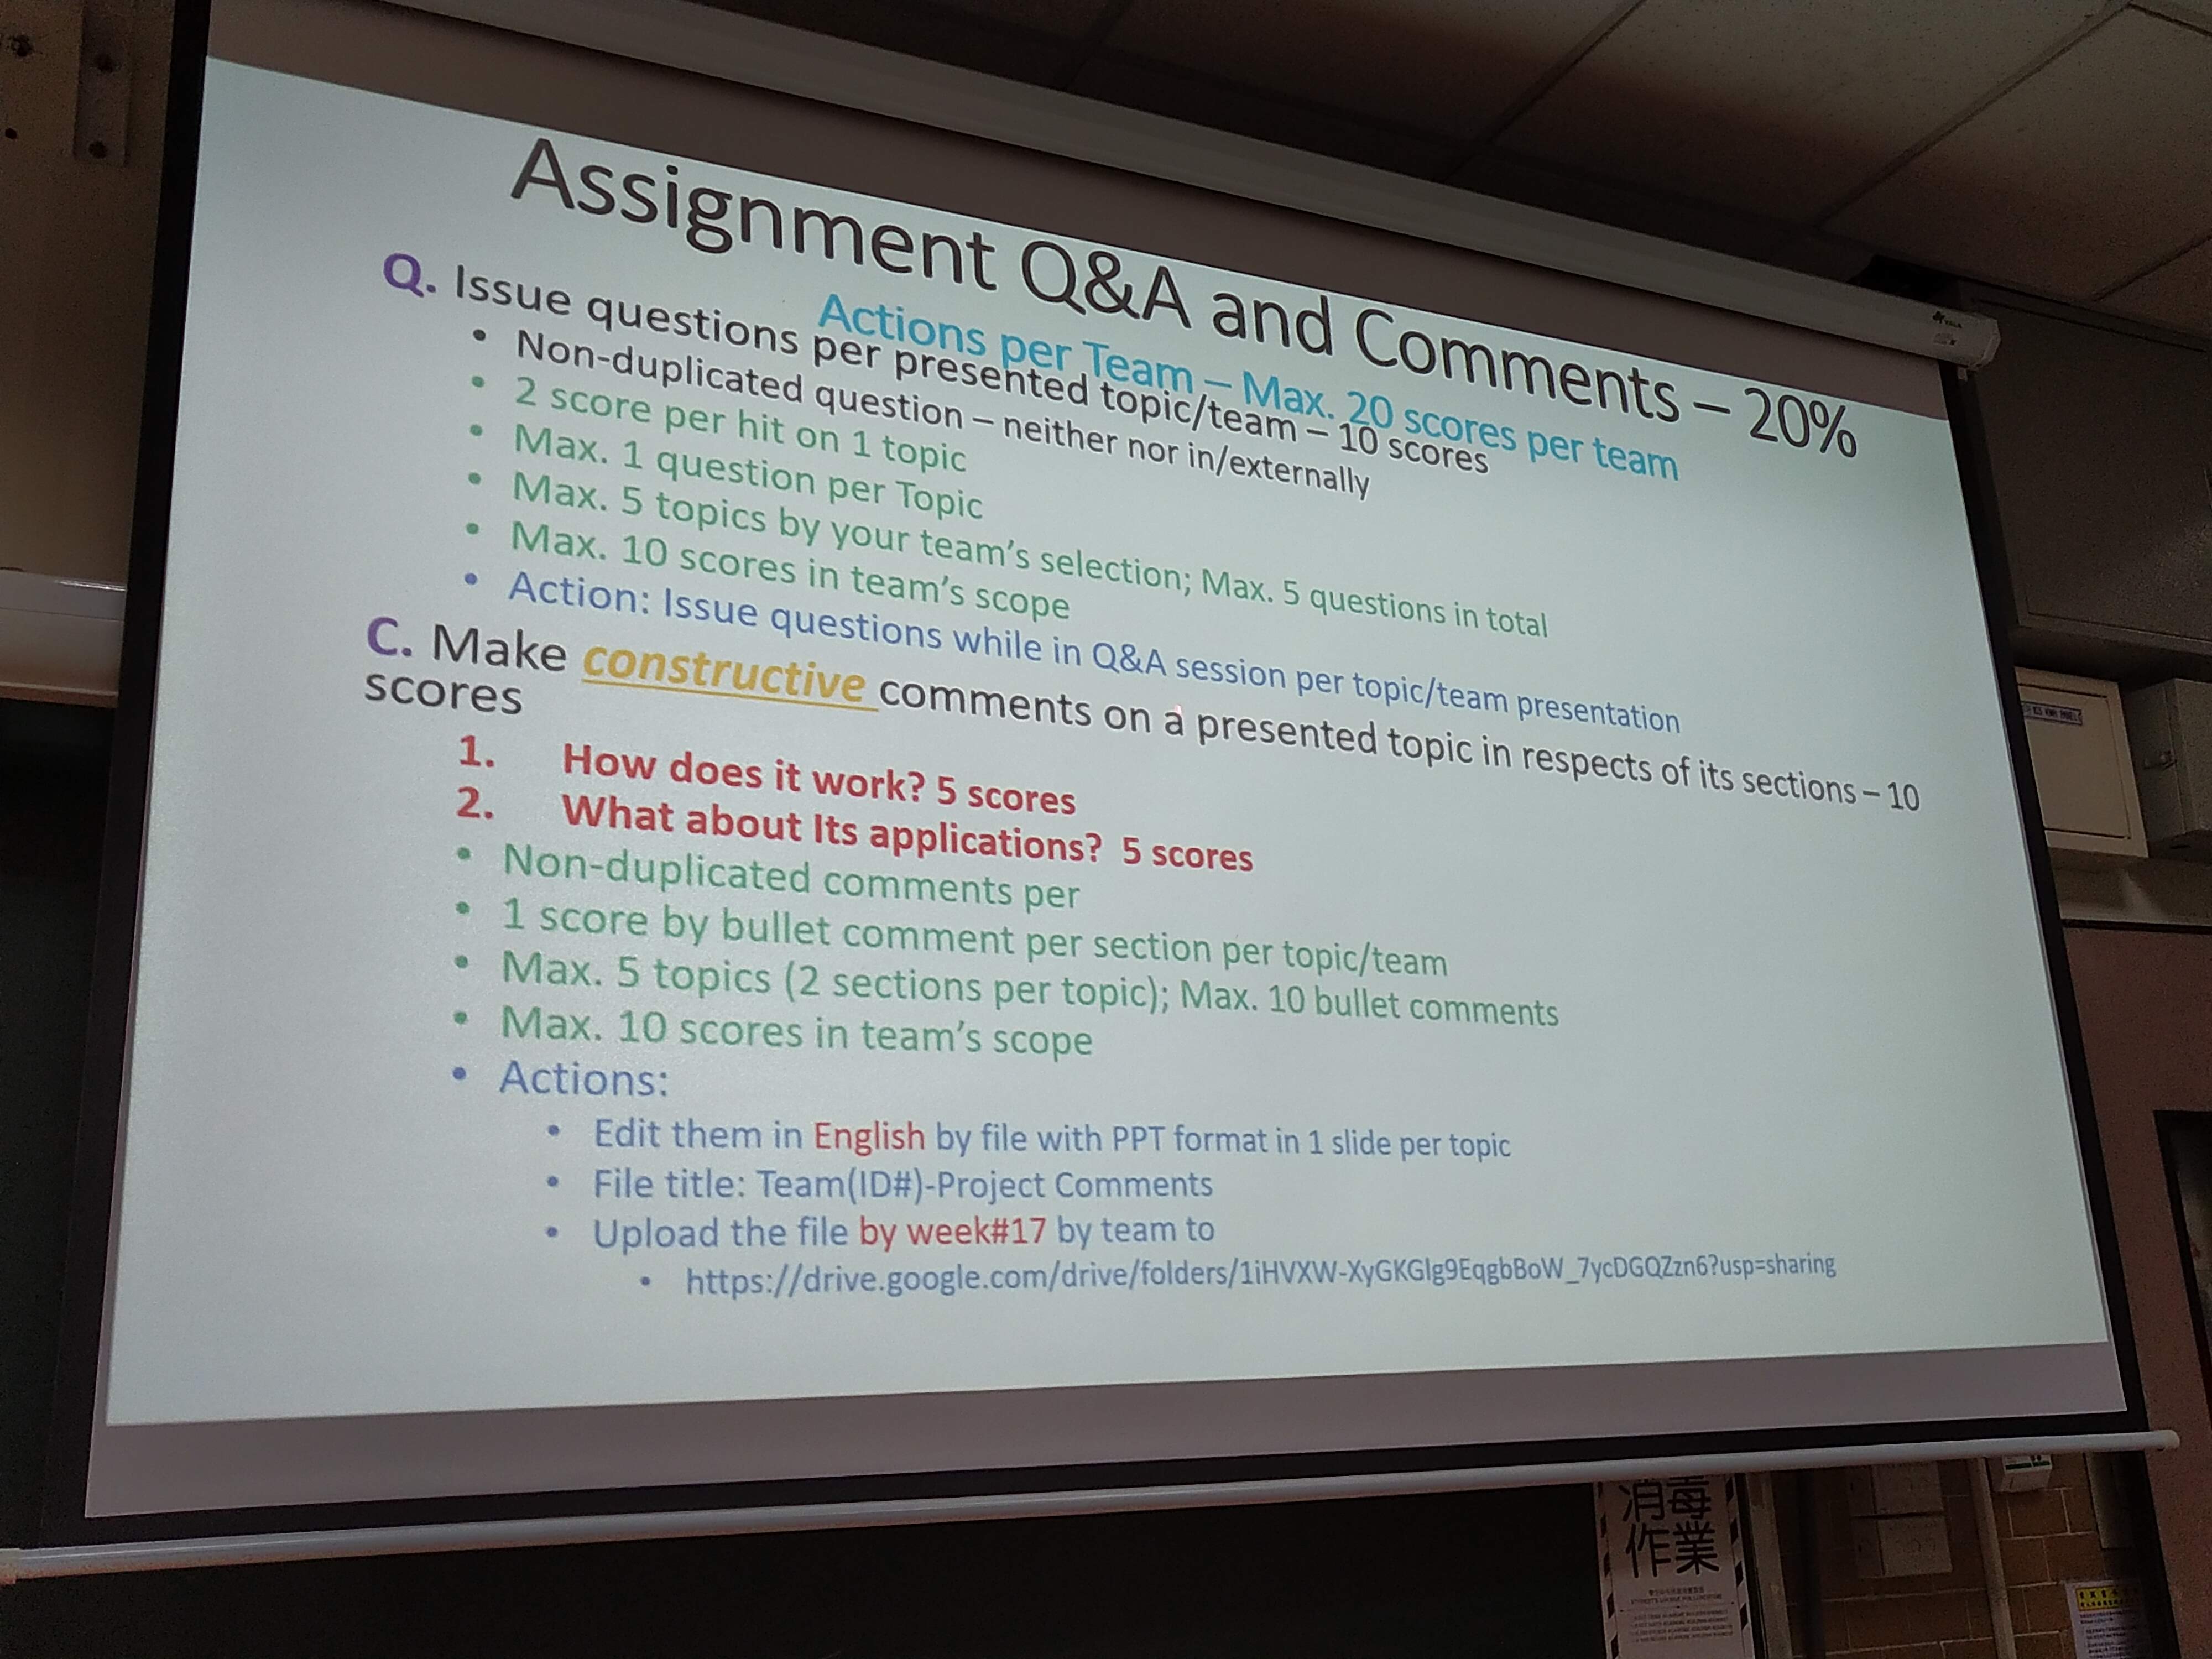 Assignment Q&A and Comments – 20%
Actions per Team – Max. 20 scores per team
Q. Issue questions per presented topic/team – 10 scores
• Non-duplicated question – neither nor in/externally
• 2 score per hit on 1 topic
• Max. 1 question per Topic
• Max. 5 topics by your team's selection; Max. 5 questions in total
• Max. 10 scores in team's scope
• Action: Issue questions while in Q&A session per topic/team presentation
C. Make constructive comments on a presented topic in respects of its sections – 10
scores
1. How does it work? 5 scores
2. What about Its applications? 5 scores
• Non-duplicated comments per
• 1 score by bullet comment per section per topic/team
• Max. 5 topics (2 sections per topic); Max. 10 bullet comments
• Max. 10 scores in team's scope
• Actions:
• Edit them in English by file with PPT format in 1 slide per topic
• File title: Team(ID#)-Project Comments
• Upload the file by week#17 by team to
• https://drive.google.com/drive/folders/1iHVXW-XyGKGlg9EqgbBoW_7ycDGQZzn6?usp=sharing
消毒
作業